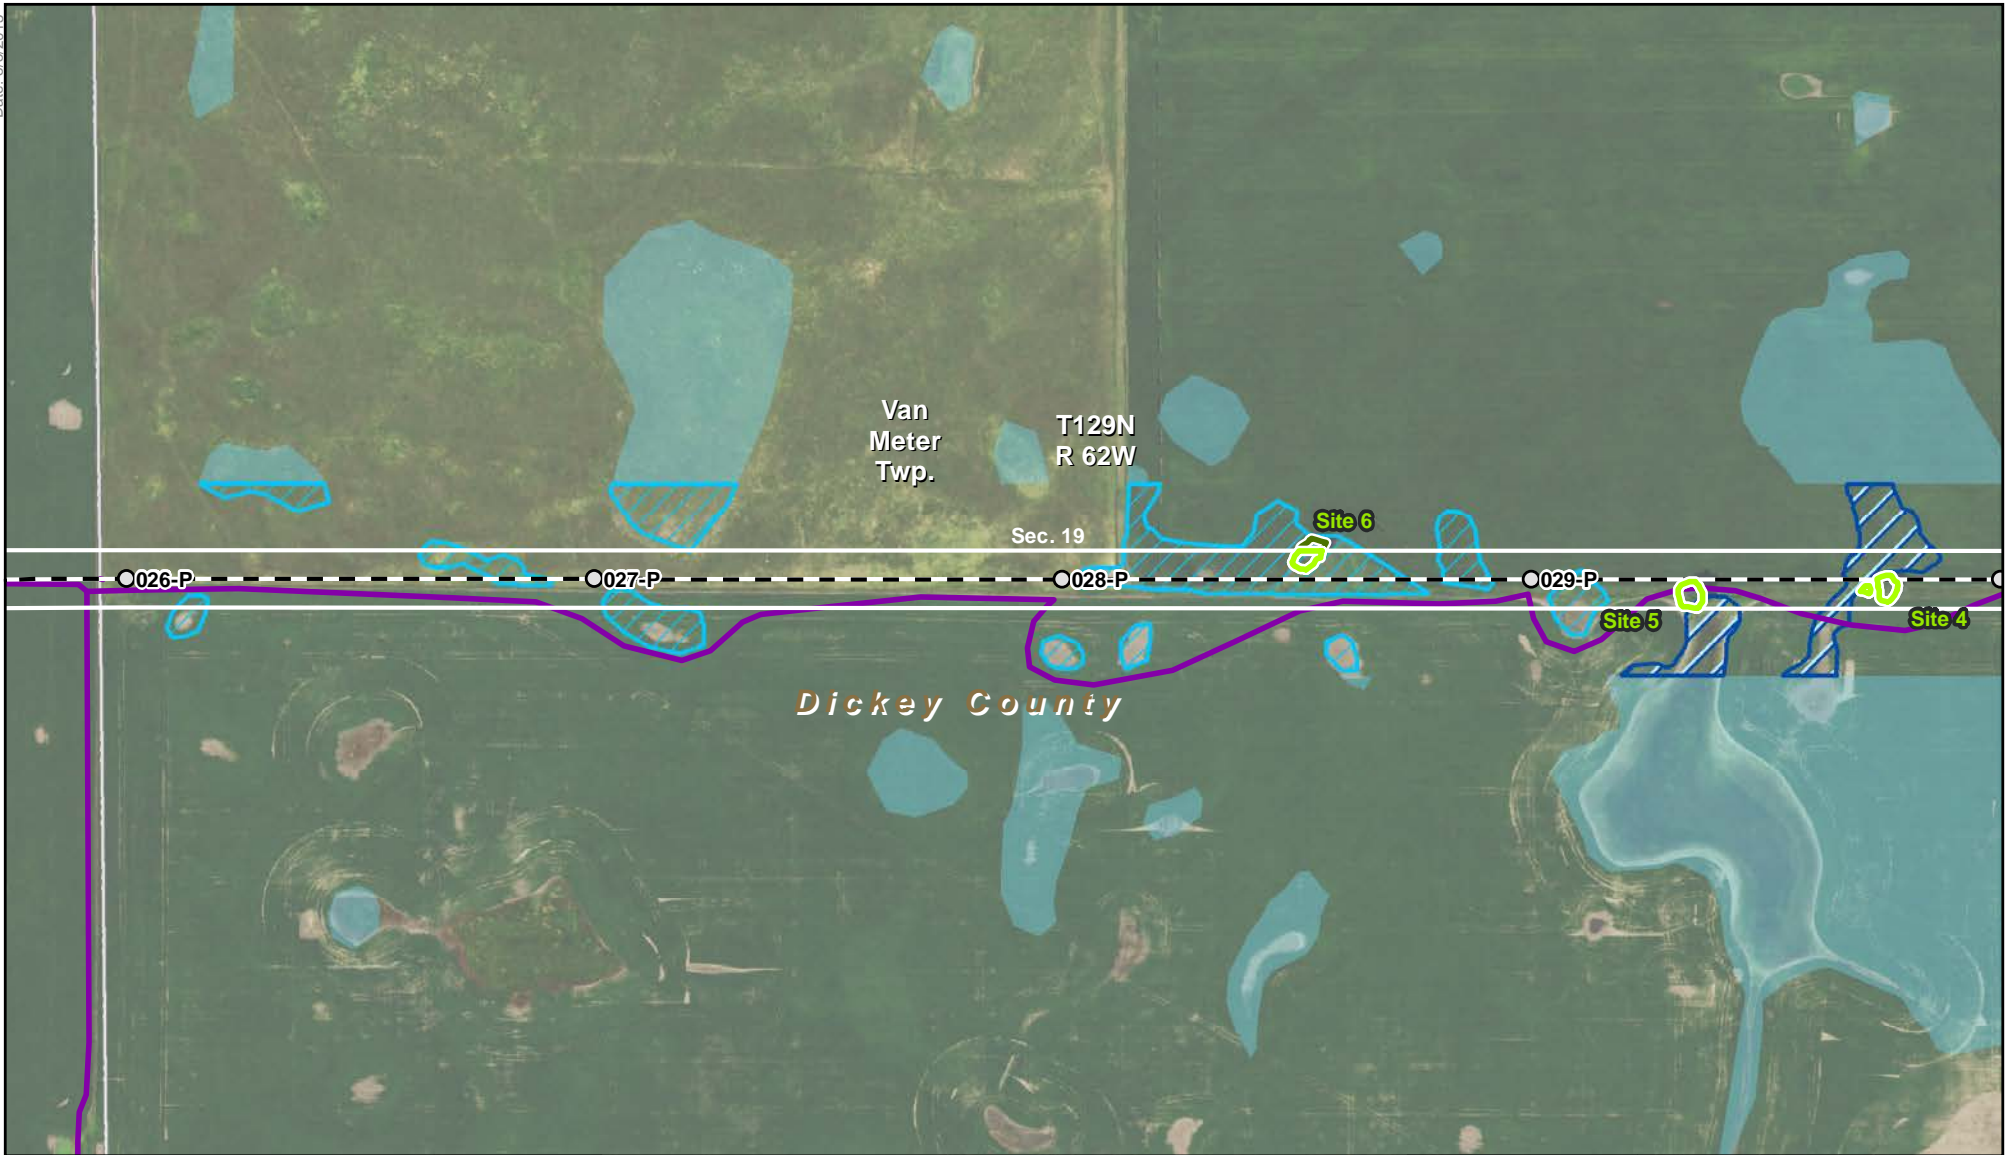 Van
Meter
Twp.
T129N
R 62W
Sec. 19
Site 6
026-P
027-P
028-P
029-P
Site 5
Site 4
Dickey County